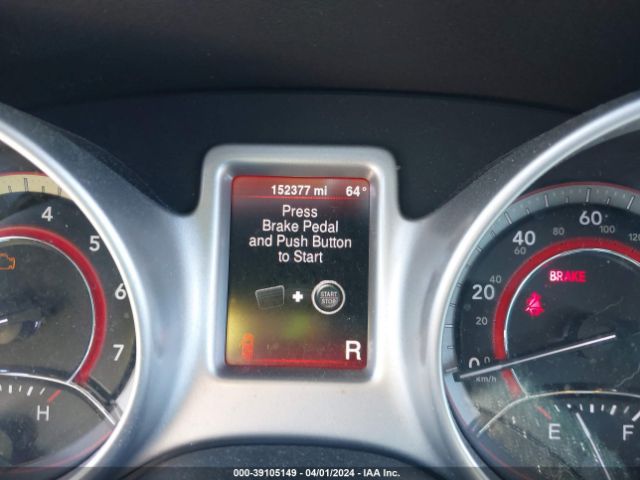 152377 mi 64°
Press
Brake Pedal
and Push Button
to Start
+ START
STOP
R
4
5
6
7
H
0
20
40
60
20
40
60
80
100
120
km/h
BRAKE
E
F
000-39105149 - 04/01/2024 - IAA Inc.